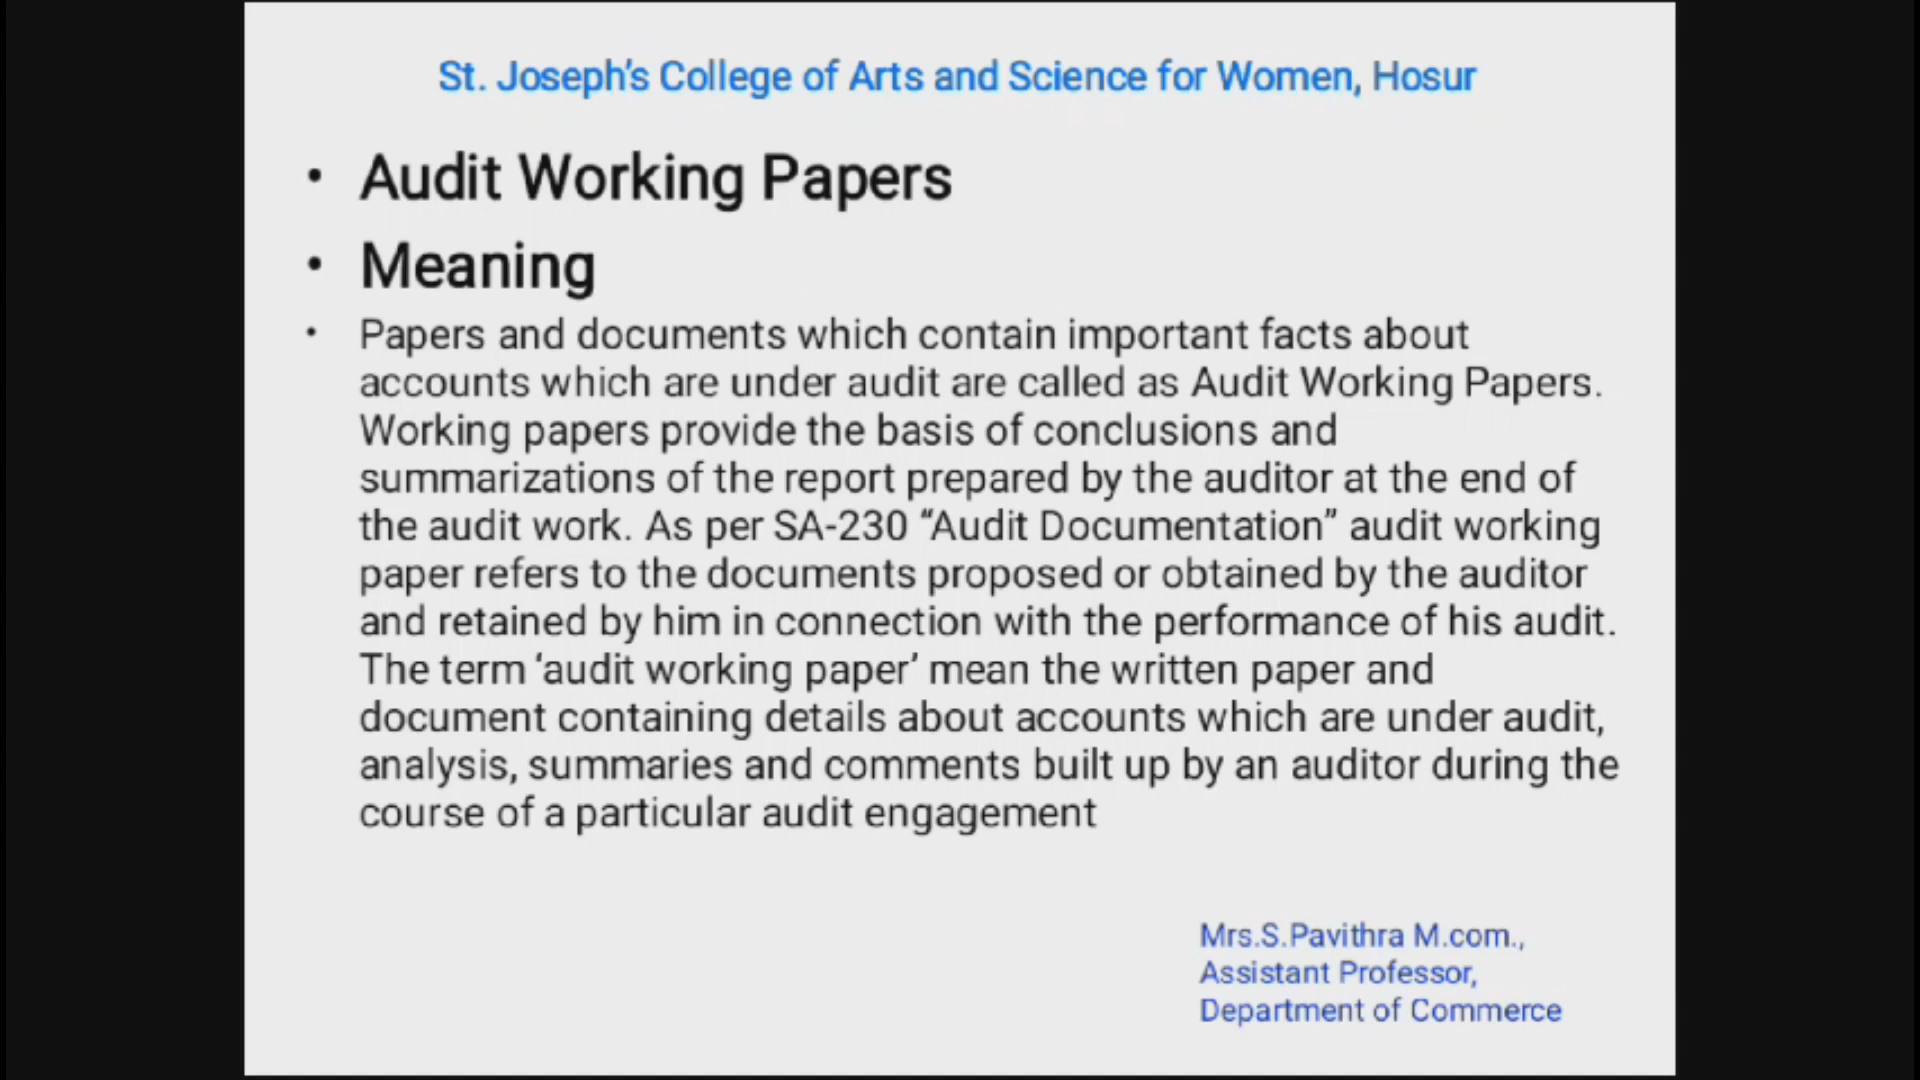 St. Joseph's College of Arts and Science for Women, Hosur
• Audit Working Papers
• Meaning
• Papers and documents which contain important facts about
accounts which are under audit are called as Audit Working Papers.
Working papers provide the basis of conclusions and
summarizations of the report prepared by the auditor at the end of
the audit work. As per SA-230 “Audit Documentation” audit working
paper refers to the documents proposed or obtained by the auditor
and retained by him in connection with the performance of his audit.
The term ‘audit working paper’ mean the written paper and
document containing details about accounts which are under audit,
analysis, summaries and comments built up by an auditor during the
course of a particular audit engagement
Mrs.S.Pavithra M.com.,
Assistant Professor,
Department of Commerce